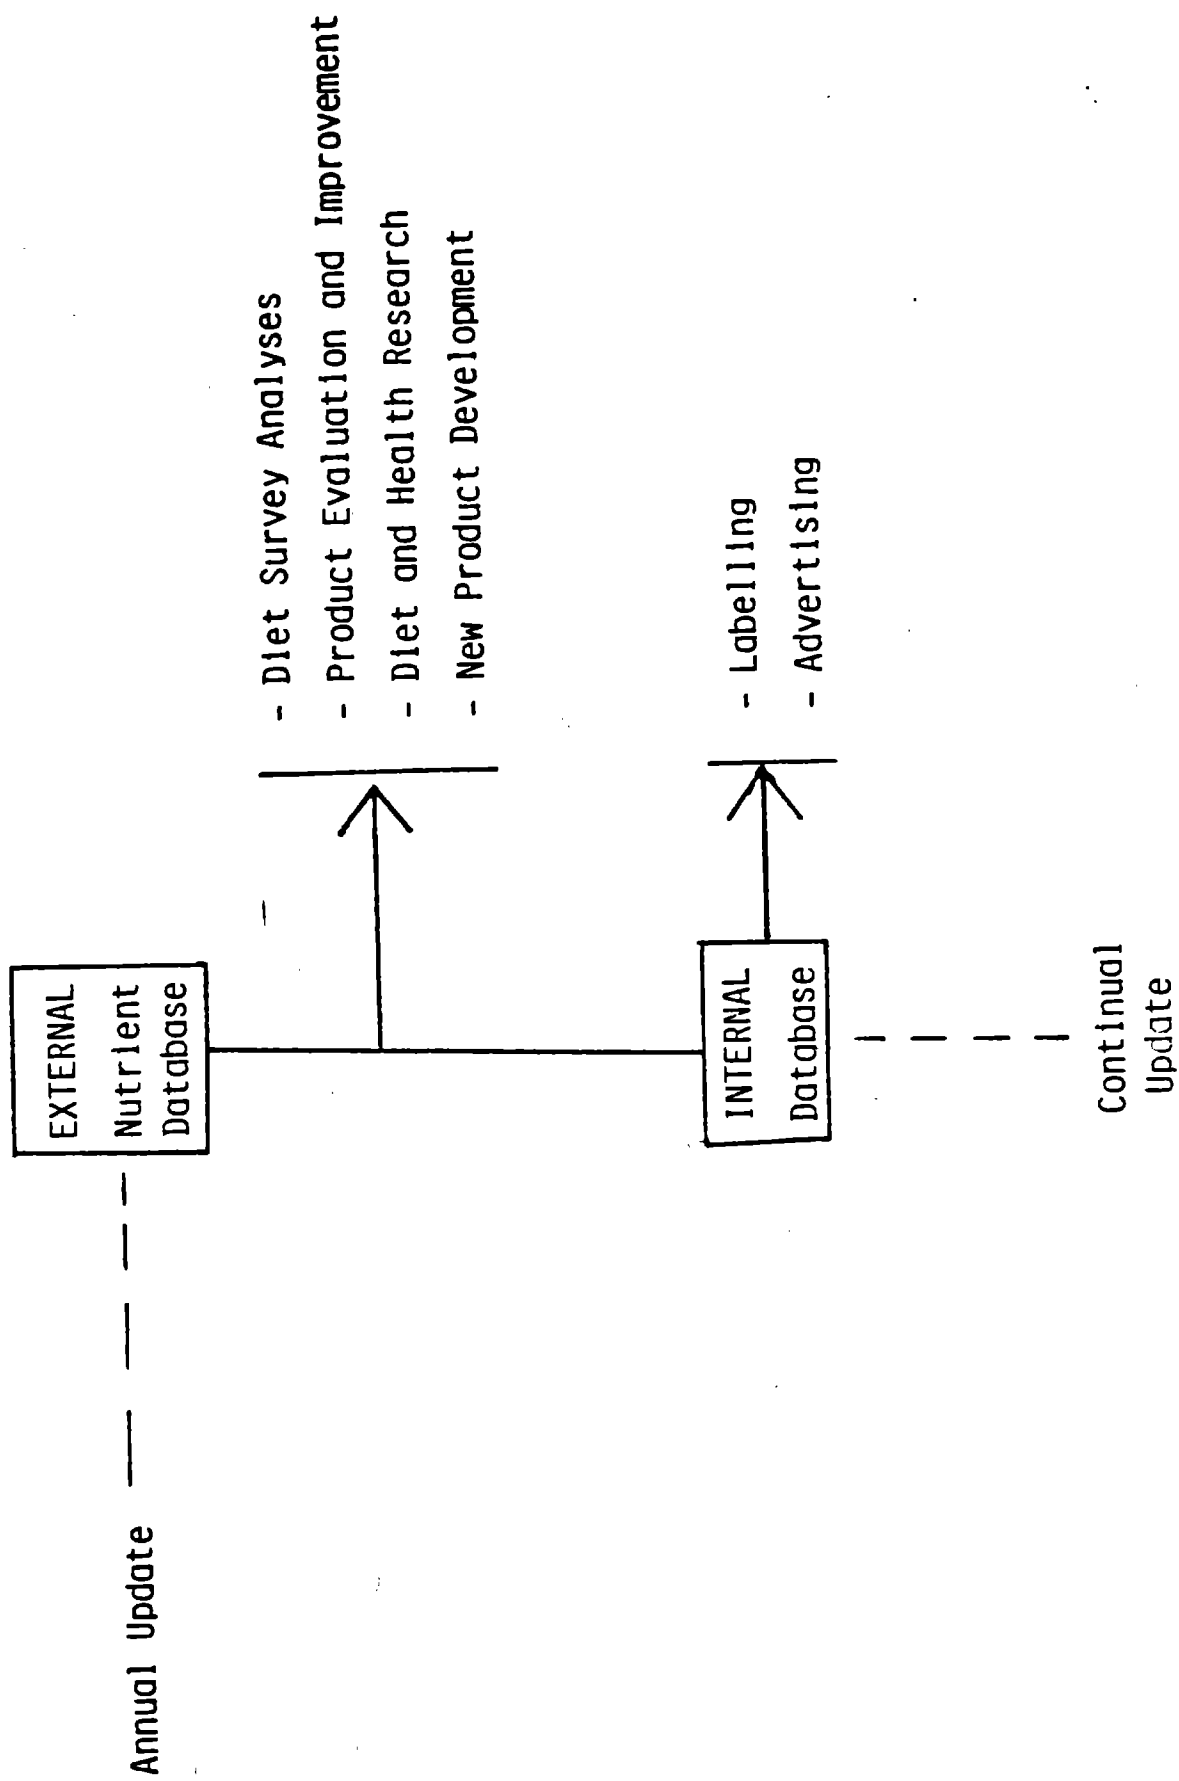 Annual Update
EXTERNAL
Nutrient
Database
- Diet Survey Analyses
- Product Evaluation and Improvement
- Diet and Health Research
- New Product Development
INTERNAL
Database
- Labelling
- Advertising
Continual
Update